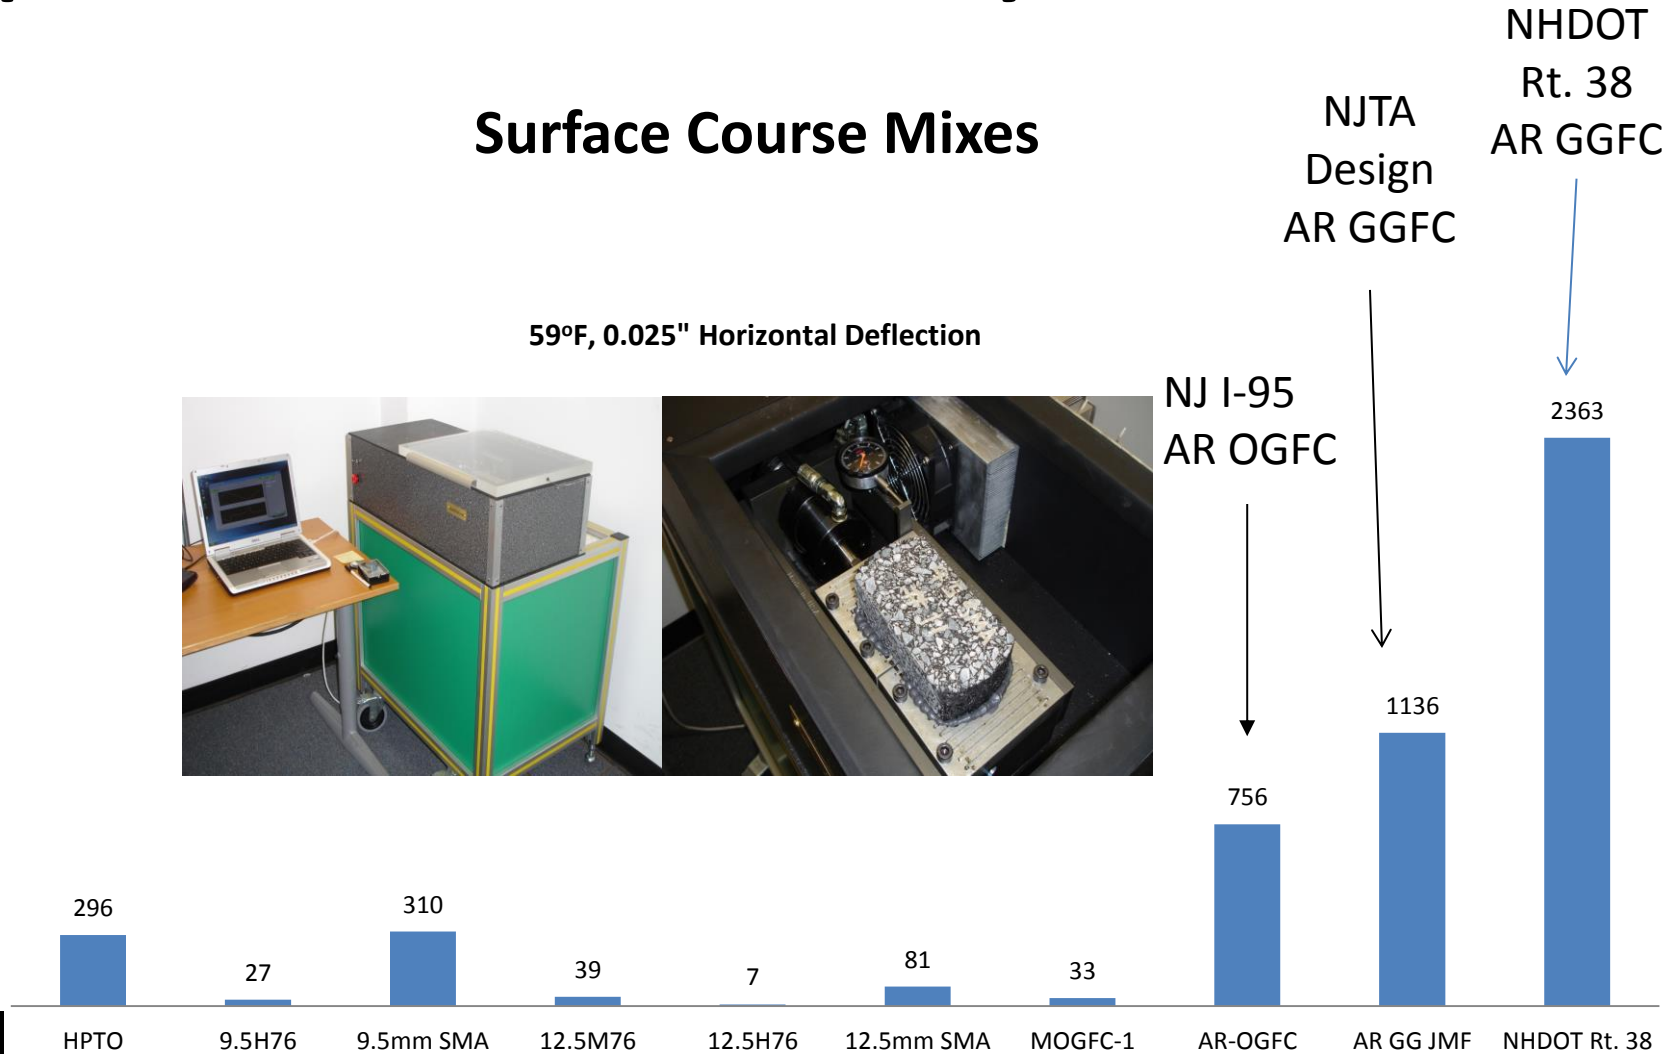 NHDOT
Rt. 38
AR GGFC
NJTA
Design
AR GGFC
Surface Course Mixes
59ºF, 0.025" Horizontal Deflection
NJ I-95
AR OGFC
2363
1136
756
296
27
310
39
7
81
33
HPTO
9.5H76
9.5mm SMA
12.5M76
12.5H76
12.5mm SMA
MOGFC-1
AR-OGFC
AR GG JMF
NHDOT Rt. 38